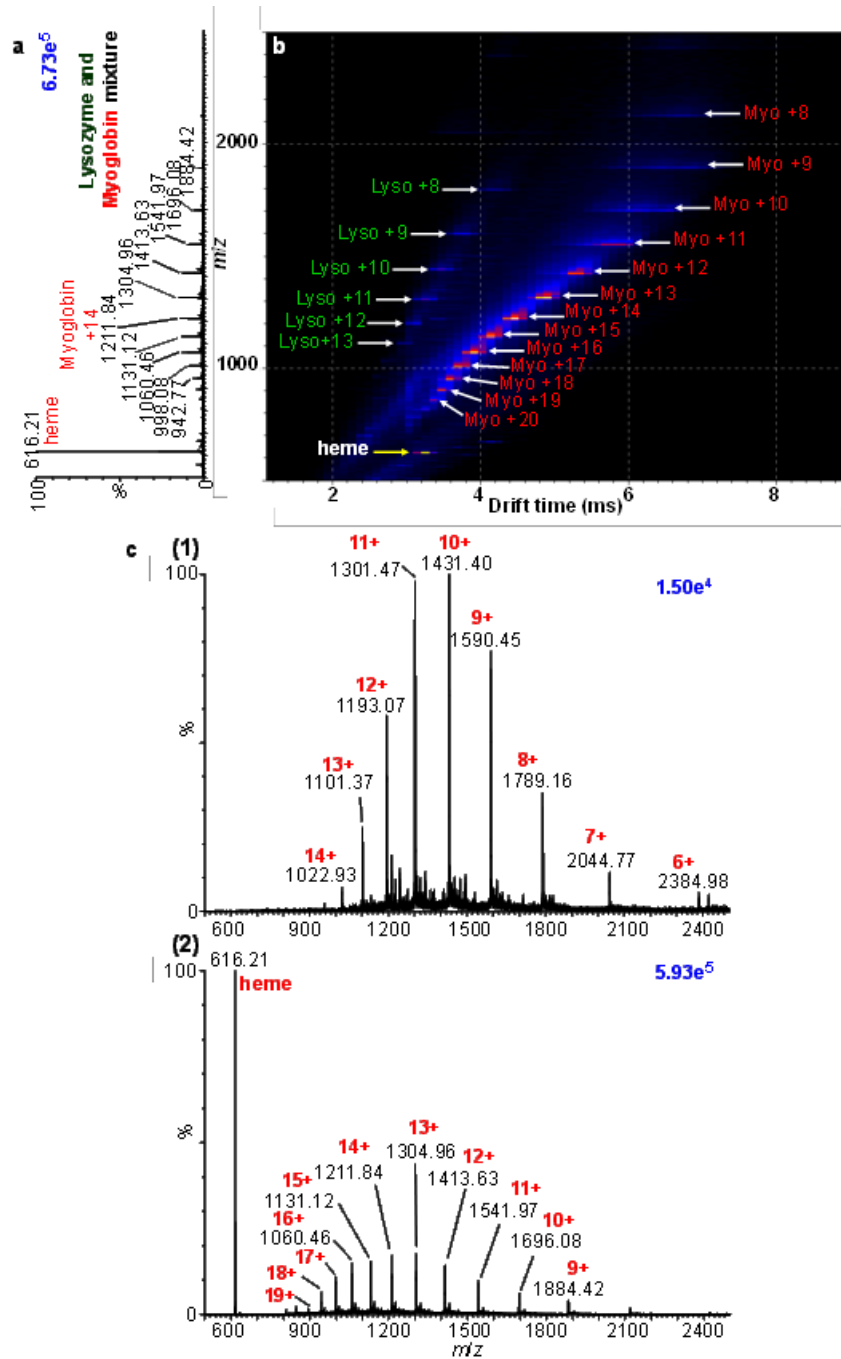 a
6.73e⁵
Lysozyme and
Myoglobin mixture
1884.42
1696.08
1541.97
1413.63
1304.96
1211.84
1131.12
1060.46
998.08
942.77
Myoglobin
+14
616.21
heme
100
%
0
m/z
2000
1000
b
Myo +8
Myo +9
Myo +10
Myo +11
Myo +12
Myo +13
Myo +14
Myo +15
Myo +16
Myo +17
Myo +18
Myo +19
Myo +20
Lyso +8
Lyso +9
Lyso +10
Lyso +11
Lyso +12
Lyso+13
heme
2 4 6 8
Drift time (ms)
c (1)
1.50e⁴
100
%
0
14+
1022.93
13+
1101.37
12+
1193.07
11+
1301.47
10+
1431.40
9+
1590.45
8+
1789.16
7+
2044.77
6+
2384.98
600 900 1200 1500 1800 2100 2400
(2)
5.93e⁵
100
%
0
616.21
heme
19+
18+
17+
16+
1060.46
15+
1131.12
14+
1211.84
13+
1304.96
12+
1413.63
11+
1541.97
10+
1696.08
9+
1884.42
600 900 1200 1500 1800 2100 2400
m/z